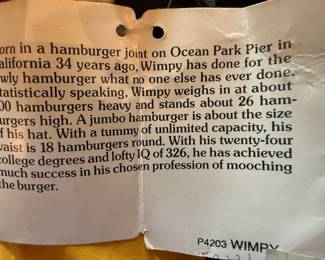 orn in a hamburger joint on Ocean Park Pier in
alifornia 34 years ago, Wimpy has done for the
wly hamburger what no one else has ever done.
tatistically speaking, Wimpy weighs in at about
00 hamburgers heavy and stands about 26 ham-
urgers high. A jumbo hamburger is about the size
f his hat. With a tummy of unlimited capacity, his
waist is 18 hamburgers round. With his twenty-four
college degrees and lofty IQ of 326, he has achieved
much success in his chosen profession of mooching
the burger.
P4203 WIMPY